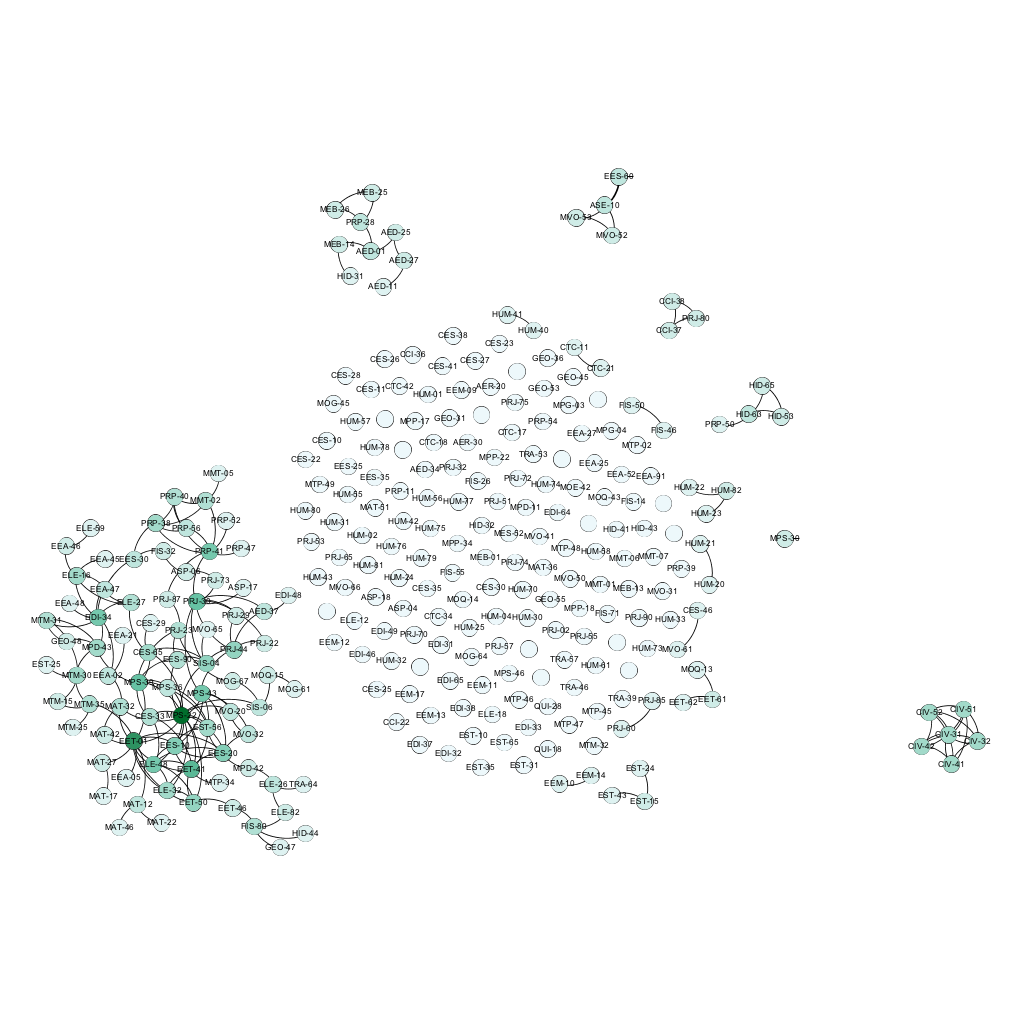 EES-60
MEB-25
ASE-10
MEB-26
MVO-53
PRP-28
AED-25
MVO-52
MEB-14
AED-01
AED-27
HID-31
AED-11
CCI-38
PRJ-80
HUM-41
CCI-37
HUM-40
CES-38
CES-23
CTC-11
CCI-36
CES-26
CES-27
GEO-36
CES-41
CTC-21
CES-28
GEO-45
CTC-42
CES-11
HUM-01
EEM-09
AER-20
GEO-53
HID-65
MOG-45
PRJ-75
MPG-03
FIS-50
HUM-57
MPP-17
GEO-31
PRP-54
HID-63
HID-53
PRP-50
CTC-17
EEA-27
MPG-04
FIS-46
CES-10
CTC-18
AER-30
MTP-02
HUM-78
CES-22
MPP-22
TRA-53
EES-25
AED-34
PRJ-32
EEA-25
MMT-05
EES-35
FIS-26
PRJ-72
EEA-52
EEA-91
MTP-49
HUM-74
MOE-42
HUM-22
HUM-82
HUM-55
PRP-11
PRP-40
MMT-02
HUM-56
HUM-37
PRJ-51
MOQ-43
FIS-14
HUM-80
MAT-51
MPD-11
EDI-64
HUM-23
PRP-38
PRP-56
PRP-52
HUM-31
HUM-42
HUM-75
HID-32
MES-52
HID-41
HID-43
ELE-69
HUM-02
MVO-41
MPS-30
PRJ-53
EEA-46
FIS-32
PRP-41
PRP-47
HUM-76
MPP-34
MTP-48
HUM-58
HUM-21
EEA-45
EES-30
PRJ-65
HUM-79
MEB-01
PRJ-74
MMT-06
MMT-07
HUM-81
MAT-36
PRP-39
ELE-16
ASP-06
PRJ-73
HUM-43
HUM-24
FIS-55
MVO-50
MMT-01
HUM-20
EEA-47
ASP-17
MVO-66
CES-35
CES-30
HUM-70
MEB-13
MVO-31
EDI-48
EEA-48
ELE-27
PRJ-87
ASP-18
MOQ-14
GEO-55
ASP-04
MPP-18
CES-46
MTM-31
EDI-34
PRJ-29
AED-37
CTC-34
HUM-04
HUM-30
FIS-71
PRJ-90
HUM-33
CES-29
ELE-12
EEA-21
PRJ-23
MVO-65
EDI-49
PRJ-70
HUM-25
PRJ-02
PRJ-55
GEO-48
MPD-43
PRJ-44
PRJ-22
EEM-12
EDI-31
PRJ-57
HUM-73
MVO-61
CES-65
EDI-46
HUM-32
MOG-64
TRA-57
EST-25
EES-90
SIS-04
HUM-61
MTM-30
EEA-02
MOQ-15
MPS-46
MOQ-13
MOG-67
EDI-65
EEM-11
MPS-36
MOG-61
CES-25
EEM-17
TRA-46
MTM-15
MPS-43
MTP-46
TRA-39
PRJ-85
EET-62
EET-61
MTM-35
MAT-32
SIS-06
QUI-28
EDI-38
MTP-45
CES-33
MVO-20
EEM-13
ELE-18
CIV-52
CIV-51
CCI-22
MTP-47
MTM-25
EST-56
MVO-32
EDI-33
PRJ-60
MAT-42
EST-10
CIV-31
EET-01
EES-10
EDI-37
EST-65
CIV-32
EES-20
EDI-32
QUI-18
MTM-32
CIV-42
MAT-27
ELE-48
EET-41
MPD-42
EST-35
EST-31
EST-24
CIV-41
EEA-05
MTP-34
ELE-26
TRA-64
EEM-10
EEM-14
ELE-32
MAT-17
EST-43
EST-15
MAT-12
EET-50
EET-46
ELE-82
MAT-46
MAT-22
FIS-80
HID-44
GEO-47